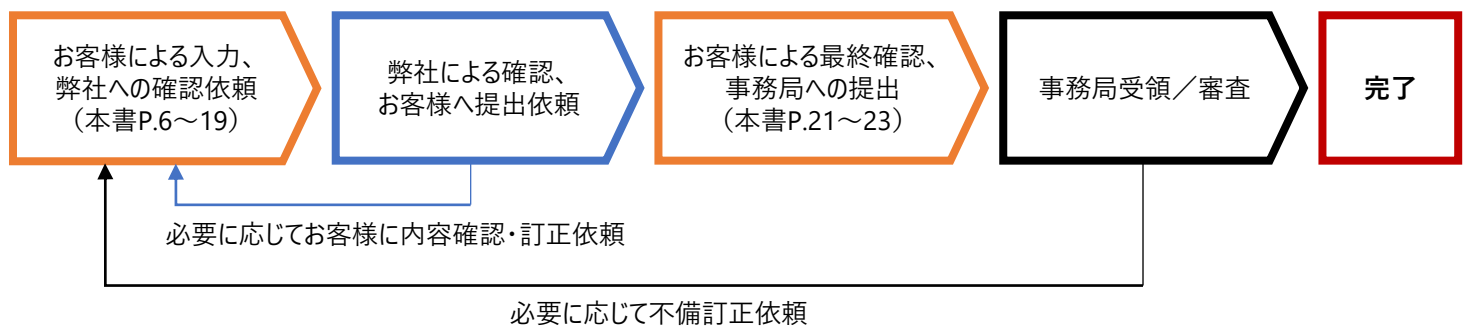 お客様による入力、
弊社への確認依頼
（本書P.6～19）
弊社による確認、
お客様へ提出依頼
お客様による最終確認、
事務局への提出
（本書P.21～23）
事務局受領／審査
完了
必要に応じてお客様に内容確認・訂正依頼
必要に応じて不備訂正依頼